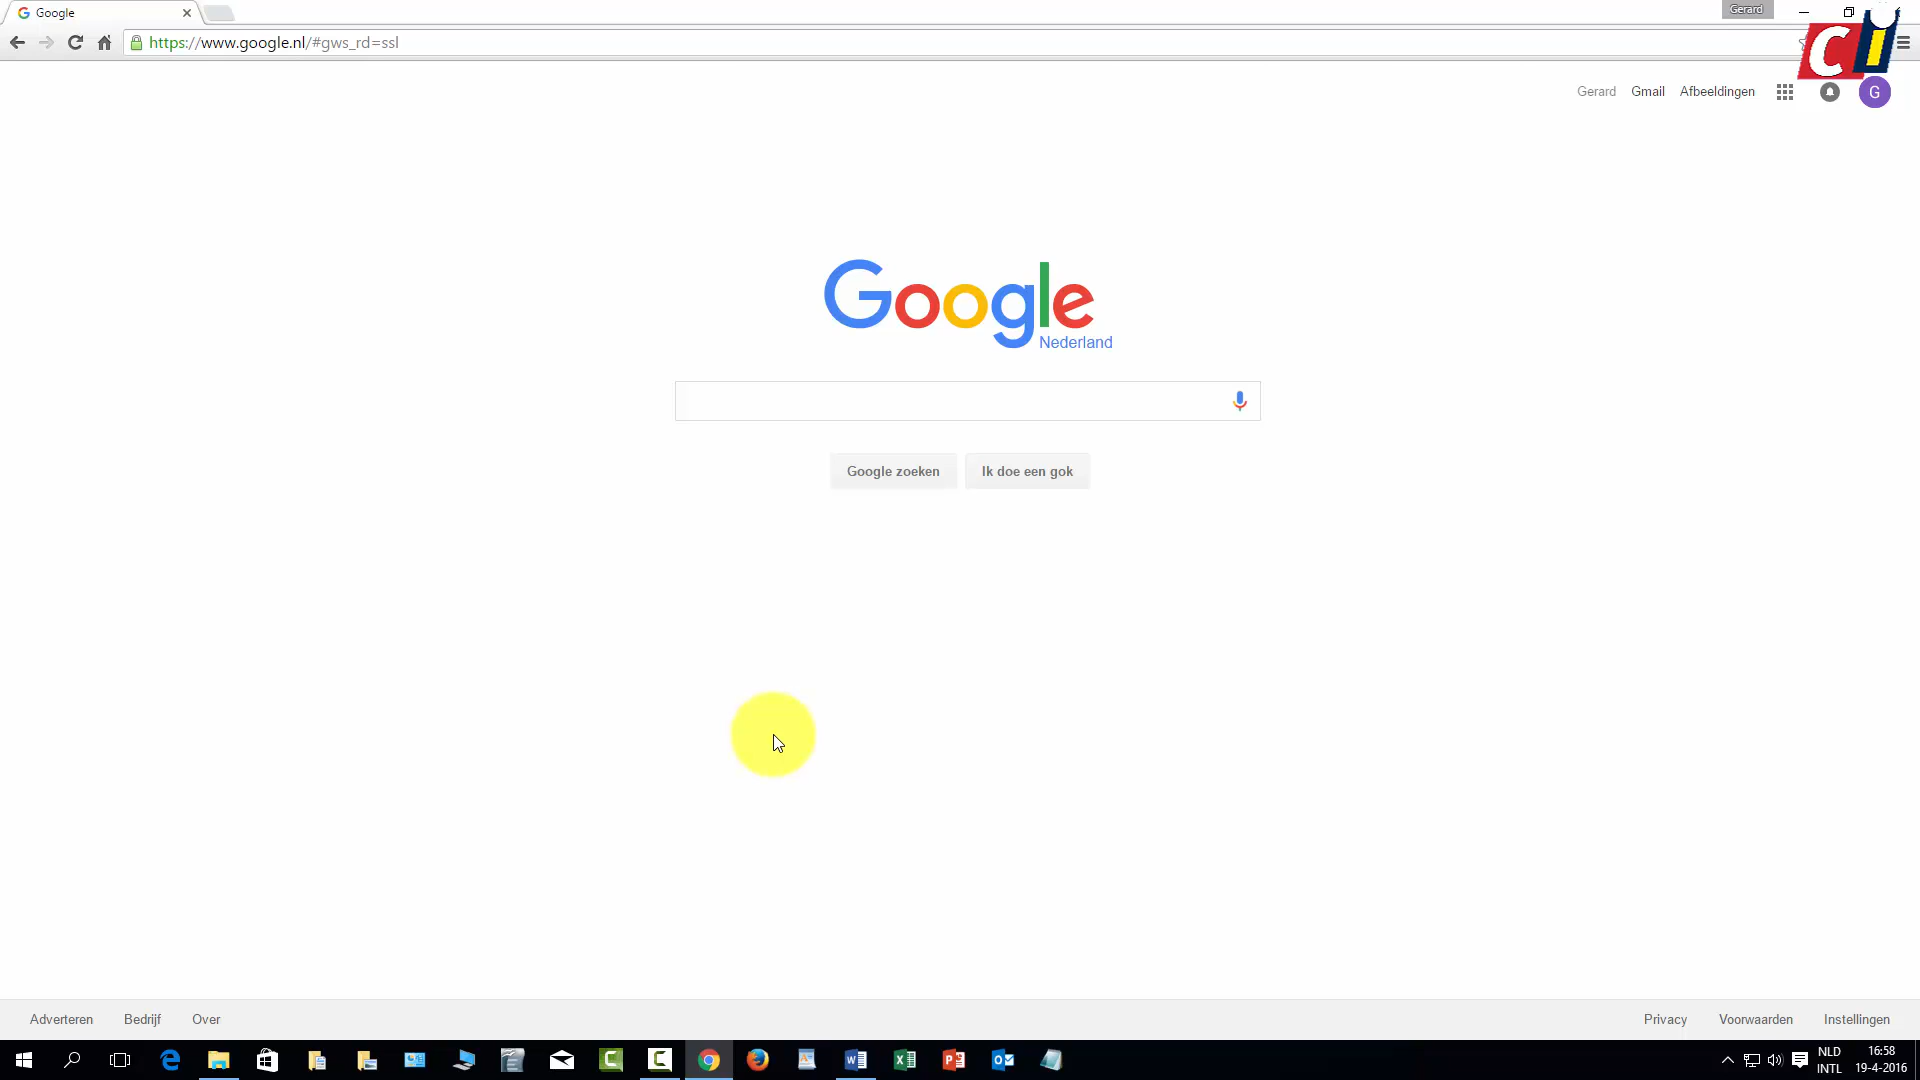 Google
Gerard
https://www.google.nl/#gws_rd=ssl
Ci
Gerard Gmail Afbeeldingen
G
Google
Nederland
Google zoeken Ik doe een gok
Adverteren Bedrijf Over
Privacy Voorwaarden Instellingen
NLD 16:58
INTL 19-4-2016